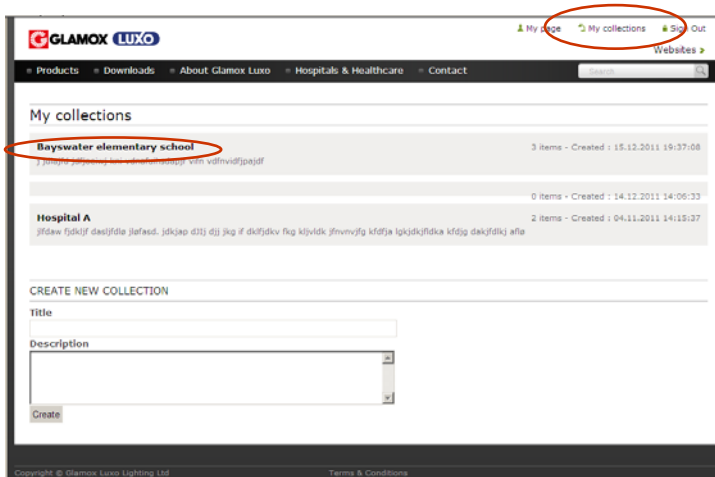 My page My collections Sign Out
GLAMOX LUXO
Websites
Products Downloads About Glamox Luxo Hospitals & Healthcare Contact Search
My collections
Bayswater elementary school 3 items - Created : 15.12.2011 19:37:08
vifn vdfnvidfjpajdf
0 items - Created : 14.12.2011 14:06:33
Hospital A 2 items - Created : 04.11.2011 14:15:37
jlfdaw fjdkljf dasljfdlø jløfasd. jdkjap dJlj djj jkg if dklfjdkv fkg kljvldk jfnvnvjfg kfdfja lgkjdkjfldka kfdjg dakjfdlkj aflø
CREATE NEW COLLECTION
Title
Description
Create
Copyright © Glamox Luxo Lighting Ltd Terms & Conditions